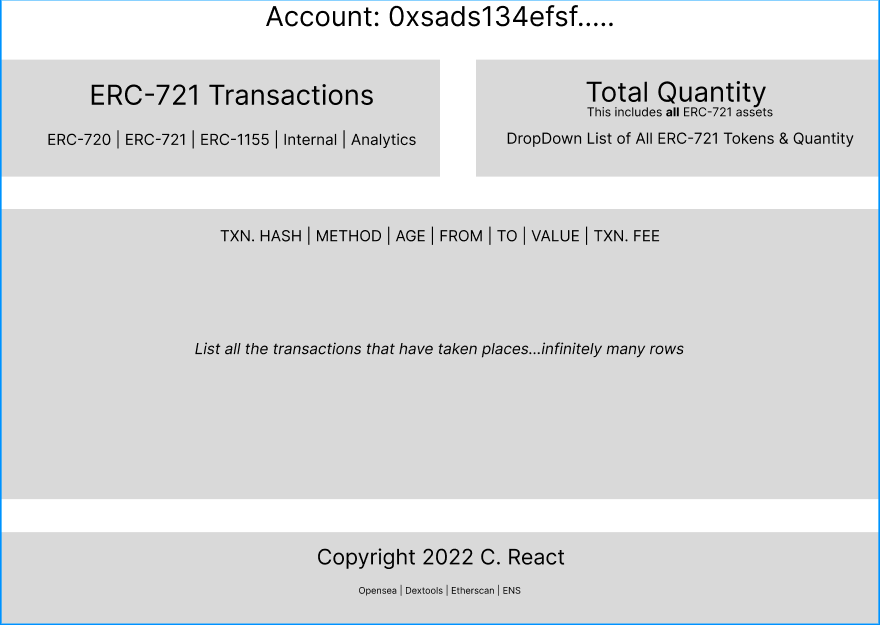 Account: 0xsads134efsf.....
ERC-721 Transactions
ERC-720 | ERC-721 | ERC-1155 | Internal | Analytics
Total Quantity
This includes all ERC-721 assets
DropDown List of All ERC-721 Tokens & Quantity
TXN. HASH | METHOD | AGE | FROM | TO | VALUE | TXN. FEE
List all the transactions that have taken places...infinitely many rows
Copyright 2022 C. React
Opensea | Dextools | Etherscan | ENS